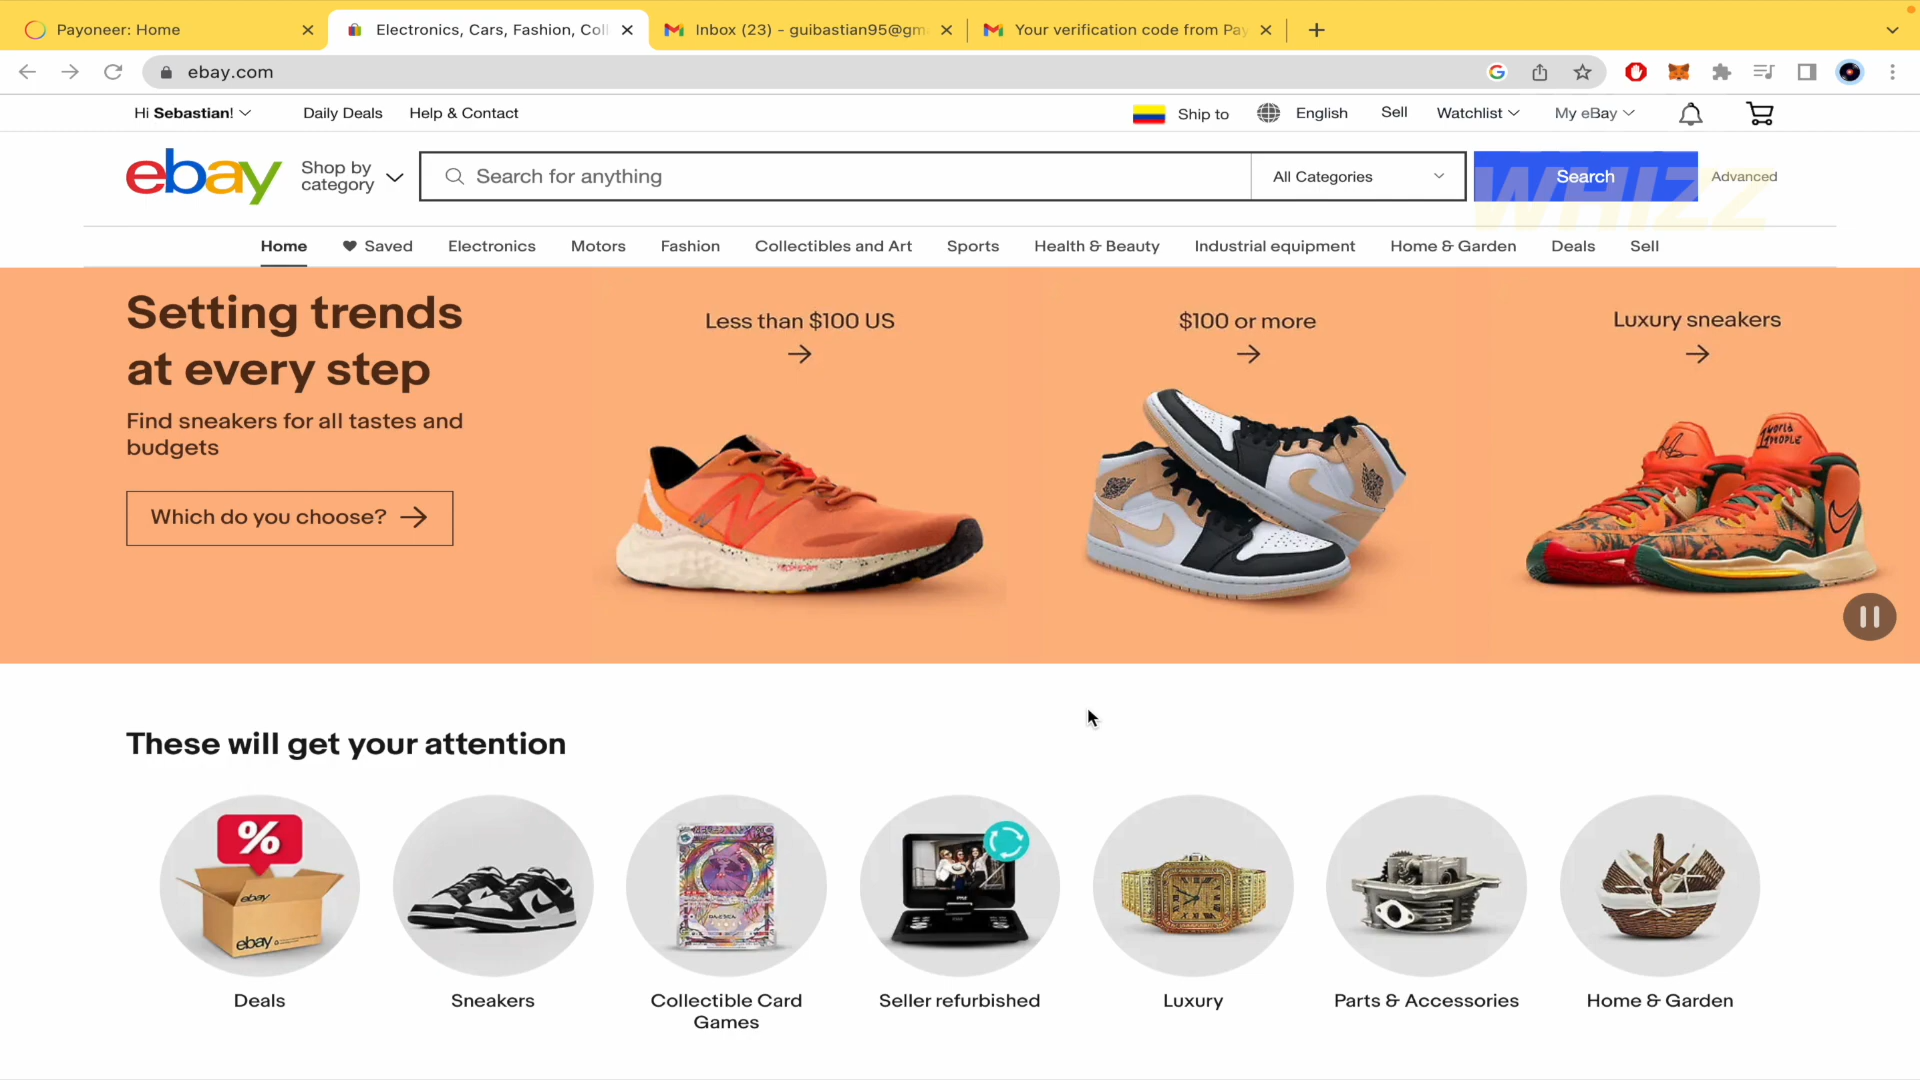 Payoneer: Home
Electronics, Cars, Fashion, Col
Inbox (23) - guibastian95@gm
Your verification code from Pay
ebay.com
Hi Sebastian!
Daily Deals
Help & Contact
Ship to
English
Sell
Watchlist
My eBay
ebay
Shop by
category
Search for anything
All Categories
Search
Advanced
WHIZZ
Home
Saved
Electronics
Motors
Fashion
Collectibles and Art
Sports
Health & Beauty
Industrial equipment
Home & Garden
Deals
Sell
Setting trends
at every step
Find sneakers for all tastes and
budgets
Which do you choose?
Less than $100 US
$100 or more
Luxury sneakers
These will get your attention
%
ebay
ebay
Deals
Sneakers
Collectible Card
Games
Seller refurbished
Luxury
Parts & Accessories
Home & Garden